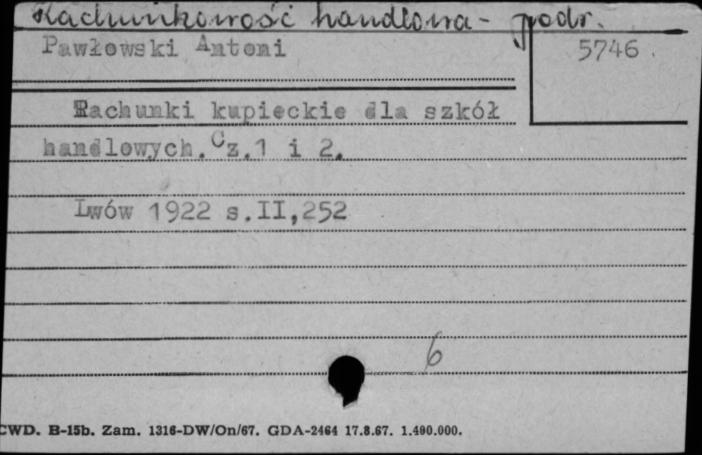 Rachunkowość handlowa - podr.
Pawłowski Antoni 5746.
Rachunki kupieckie dla szkół
handlowych. Cz.1 i 2.
Lwów 1922 s.II,252
6
CWD. B-15b. Zam. 1316-DW/On/67. GDA-2464 17.8.67. 1.490.000.